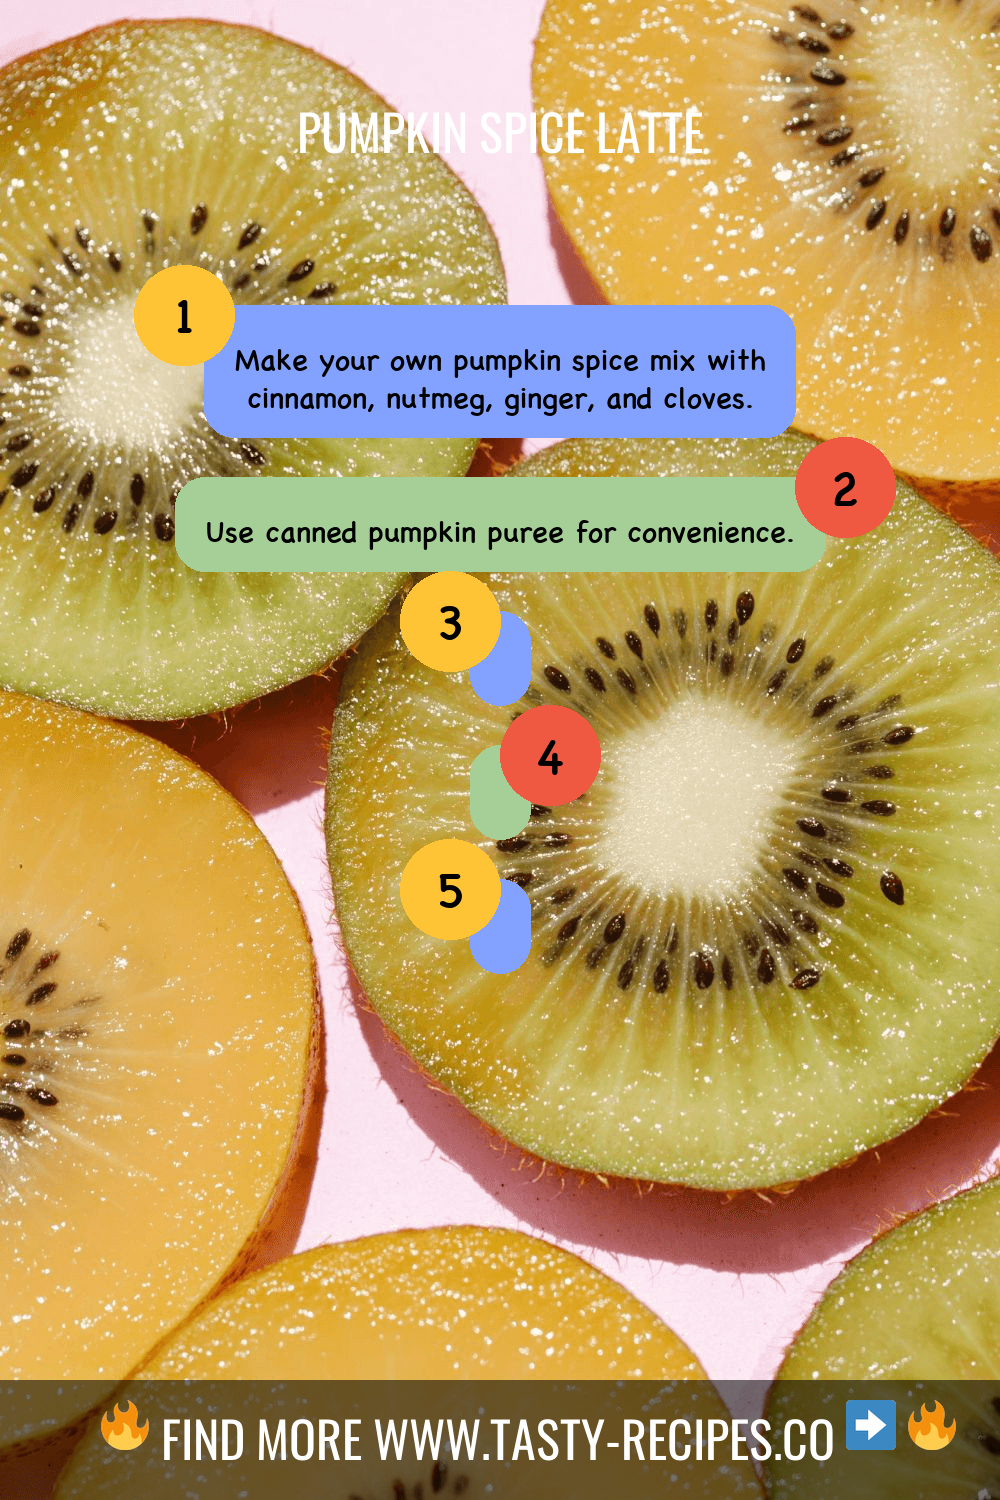 PUMPKIN SPICE LATTE
1
Make your own pumpkin spice mix with
cinnamon, nutmeg, ginger, and cloves.
2
Use canned pumpkin puree for convenience.
3
4
5
FIND MORE WWW.TASTY-RECIPES.CO